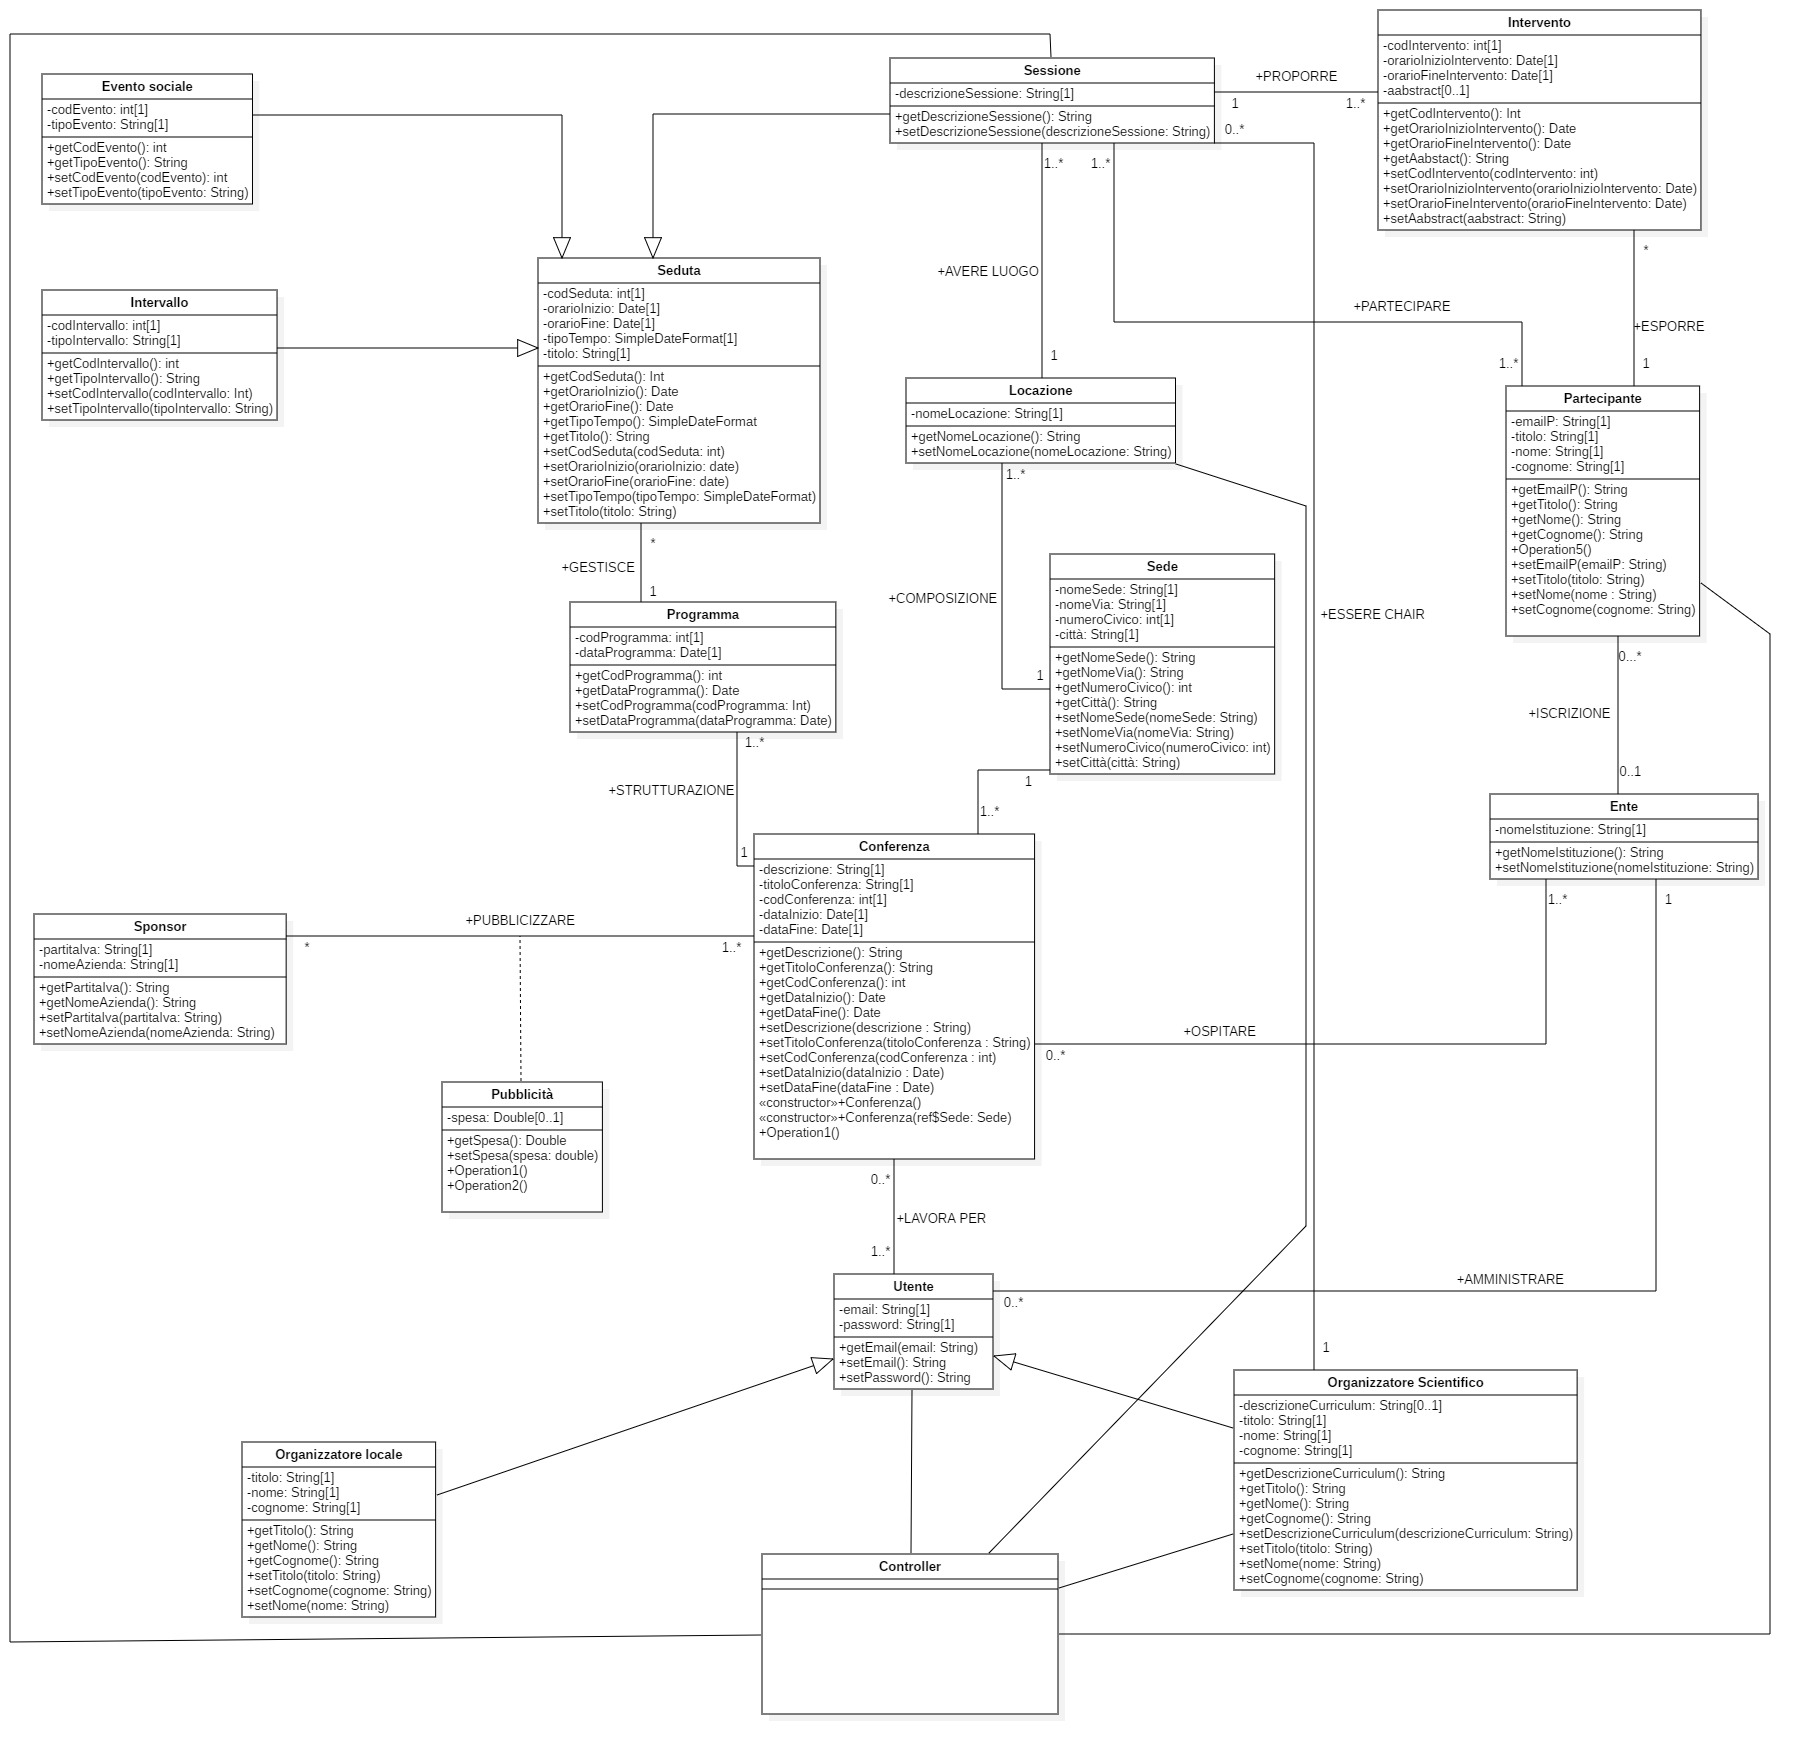 Intervento
-codIntervento: int[1]
-orarioInizioIntervento: Date[1]
-orarioFineIntervento: Date[1]
-aabstract[0..1]
+getCodIntervento(): Int
+getOrarioInizioIntervento(): Date
+getOrarioFineIntervento(): Date
+getAabstact(): String
+setCodIntervento(codIntervento: int)
+setOrarioInizioIntervento(orarioInizioIntervento: Date)
+setOrarioFineIntervento(orarioFineIntervento: Date)
+setAabstract(aabstract: String)
Sessione
-descrizioneSessione: String[1]
+getDescrizioneSessione(): String
+setDescrizioneSessione(descrizioneSessione: String)
+PROPORRE
1
1..*
0..*
Evento sociale
-codEvento: int[1]
-tipoEvento: String[1]
+getCodEvento(): int
+getTipoEvento(): String
+setCodEvento(codEvento): int
+setTipoEvento(tipoEvento: String)
1..*
1..*
*
Seduta
-codSeduta: int[1]
-orarioInizio: Date[1]
-orarioFine: Date[1]
-tipoTempo: SimpleDateFormat[1]
-titolo: String[1]
+getCodSeduta(): Int
+getOrarioInizio(): Date
+getOrarioFine(): Date
+getTipoTempo(): SimpleDateFormat
+getTitolo(): String
+setCodSeduta(codSeduta: int)
+setOrarioInizio(orarioInizio: date)
+setOrarioFine(orarioFine: date)
+setTipoTempo(tipoTempo: SimpleDateFormat)
+setTitolo(titolo: String)
+AVERE LUOGO
Intervallo
-codIntervallo: int[1]
-tipoIntervallo: String[1]
+getCodIntervallo(): int
+getTipoIntervallo(): String
+setCodIntervallo(codIntervallo: Int)
+setTipoIntervallo(tipoIntervallo: String)
+PARTECIPARE
+ESPORRE
1
1..*
1
Locazione
-nomeLocazione: String[1]
+getNomeLocazione(): String
+setNomeLocazione(nomeLocazione: String)
1..*
Partecipante
-emailP: String[1]
-titolo: String[1]
-nome: String[1]
-cognome: String[1]
+getEmailP(): String
+getTitolo(): String
+getNome(): String
+getCognome(): String
+Operation5()
+setEmailP(emailP: String)
+setTitolo(titolo: String)
+setNome(nome : String)
+setCognome(cognome: String)
*
+GESTISCE
1
Sede
-nomeSede: String[1]
-nomeVia: String[1]
-numeroCivico: int[1]
-città: String[1]
+getNomeSede(): String
+getNomeVia(): String
+getNumeroCivico(): int
+getCittà(): String
+setNomeSede(nomeSede: String)
+setNomeVia(nomeVia: String)
+setNumeroCivico(numeroCivico: int)
+setCittà(città: String)
+COMPOSIZIONE
1
+ESSERE CHAIR
Programma
-codProgramma: int[1]
-dataProgramma: Date[1]
+getCodProgramma(): int
+getDataProgramma(): Date
+setCodProgramma(codProgramma: Int)
+setDataProgramma(dataProgramma: Date)
0...*
+ISCRIZIONE
0..1
1..*
+STRUTTURAZIONE
1
1
1..*
Ente
-nomeIstituzione: String[1]
+getNomeIstituzione(): String
+setNomeIstituzione(nomeIstituzione: String)
1..*
1
Conferenza
-descrizione: String[1]
-titoloConferenza: String[1]
-codConferenza: int[1]
-dataInizio: Date[1]
-dataFine: Date[1]
+getDescrizione(): String
+getTitoloConferenza(): String
+getCodConferenza(): int
+getDataInizio(): Date
+getDataFine(): Date
+setDescrizione(descrizione : String)
+setTitoloConferenza(titoloConferenza : String)
+setCodConferenza(codConferenza : int)
+setDataInizio(dataInizio : Date)
+setDataFine(dataFine : Date)
«constructor»+Conferenza()
«constructor»+Conferenza(ref$Sede: Sede)
+Operation1()
Sponsor
-partitaIva: String[1]
-nomeAzienda: String[1]
+getPartitaIva(): String
+getNomeAzienda(): String
+setPartitaIva(partitaIva: String)
+setNomeAzienda(nomeAzienda: String)
+PUBBLICIZZARE
*
1..*
+OSPITARE
0..*
Pubblicità
-spesa: Double[0..1]
+getSpesa(): Double
+setSpesa(spesa: double)
+Operation1()
+Operation2()
0..*
+LAVORA PER
1..*
Utente
-email: String[1]
-password: String[1]
+getEmail(email: String)
+setEmail(): String
+setPassword(): String
+AMMINISTRARE
0..*
1
Organizzatore Scientifico
-descrizioneCurriculum: String[0..1]
-titolo: String[1]
-nome: String[1]
-cognome: String[1]
+getDescrizioneCurriculum(): String
+getTitolo(): String
+getNome(): String
+getCognome(): String
+setDescrizioneCurriculum(descrizioneCurriculum: String)
+setTitolo(titolo: String)
+setNome(nome: String)
+setCognome(cognome: String)
Organizzatore locale
-titolo: String[1]
-nome: String[1]
-cognome: String[1]
+getTitolo(): String
+getNome(): String
+getCognome(): String
+setTitolo(titolo: String)
+setCognome(cognome: String)
+setNome(nome: String)
Controller